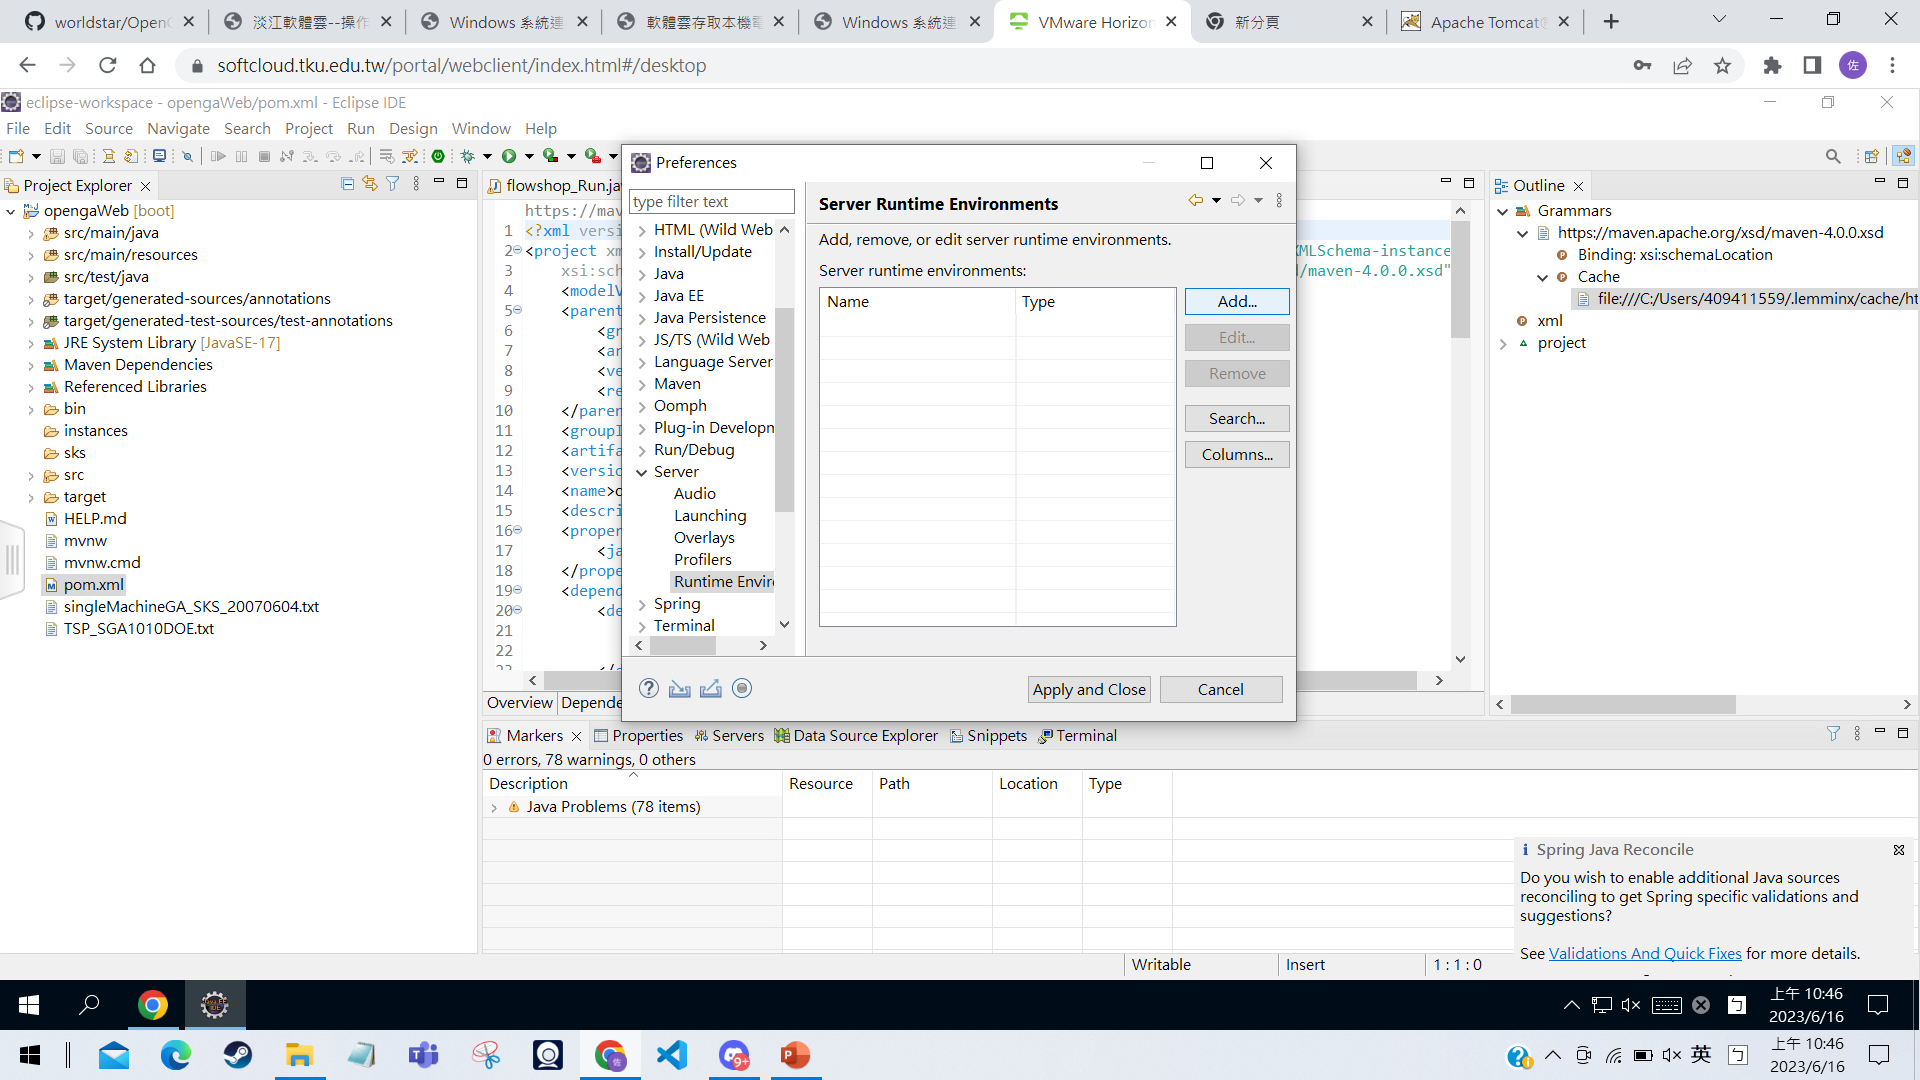 worldstar/Open
淡江軟體雲--操作
Windows 系統連
軟體雲存取本機電
Windows 系統連
VMware Horizon
新分頁
Apache Tomcat
softcloud.tku.edu.tw/portal/webclient/index.html#/desktop
佐
eclipse-workspace - opengaWeb/pom.xml - Eclipse IDE
File Edit Source Navigate Search Project Run Design Window Help
Project Explorer
opengaWeb [boot]
src/main/java
src/main/resources
src/test/java
target/generated-sources/annotations
target/generated-test-sources/test-annotations
JRE System Library [JavaSE-17]
Maven Dependencies
Referenced Libraries
bin
instances
sks
src
target
HELP.md
mvnw
mvnw.cmd
pom.xml
singleMachineGA_SKS_20070604.txt
TSP_SGA1010DOE.txt
flowshop_Run.ja
https://mav
1 <?xml versi
2 <project xm
XMLSchema-instance
3 xsi:sch
/maven-4.0.0.xsd"
4 <modelV
5 <parent
6 <gr
7 <ar
8 <ve
9 <re
10 </paren
11 <groupI
12 <artifa
13 <versio
14 <name>o
15 <descri
16 <proper
17 <ja
18 </prope
19 <depend
20 <de
21
22
Overview
Depende
Preferences
type filter text
HTML (Wild Web
Install/Update
Java
Java EE
Java Persistence
JS/TS (Wild Web
Language Server
Maven
Oomph
Plug-in Developn
Run/Debug
Server
Audio
Launching
Overlays
Profilers
Runtime Envir
Spring
Terminal
Server Runtime Environments
Add, remove, or edit server runtime environments.
Server runtime environments:
Name Type
Add...
Edit...
Remove
Search...
Columns...
Apply and Close
Cancel
Outline
Grammars
https://maven.apache.org/xsd/maven-4.0.0.xsd
Binding: xsi:schemaLocation
Cache
file:///C:/Users/409411559/.lemminx/cache/ht
xml
project
Markers
Properties
Servers
Data Source Explorer
Snippets
Terminal
0 errors, 78 warnings, 0 others
Description Resource Path Location Type
Java Problems (78 items)
Spring Java Reconcile
Do you wish to enable additional Java sources
reconciling to get Spring specific validations and
suggestions?
See Validations And Quick Fixes for more details.
Writable
Insert
1 : 1 : 0
上午 10:46
2023/6/16
9+
英
上午 10:46
2023/6/16